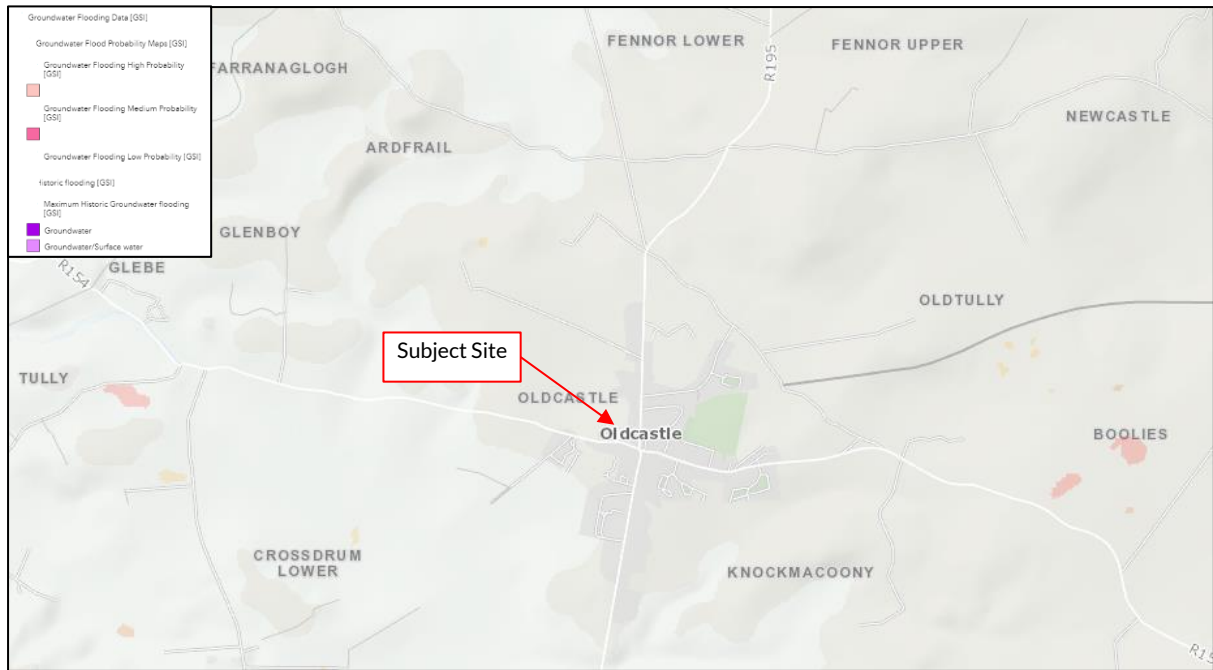 Groundwater Flooding Data [GSI]
Groundwater Flood Probability Maps [GSI]
Groundwater Flooding High Probability
[GSI]
Groundwater Flooding Medium Probability
[GSI]
Groundwater Flooding Low Probability [GSI]
Historic flooding [GSI]
Maximum Historic Groundwater flooding
[GSI]
Groundwater
Groundwater/Surface water
FENNOR LOWER
FENNOR UPPER
R195
FARRANAGLOGH
NEWCASTLE
ARDFRAIL
GLENBOY
GLEBE
R154
OLDTULLY
Subject Site
TULLY
OLDCASTLE
Oldcastle
BOOLIES
CROSSDRUM
LOWER
KNOCKMACOONY